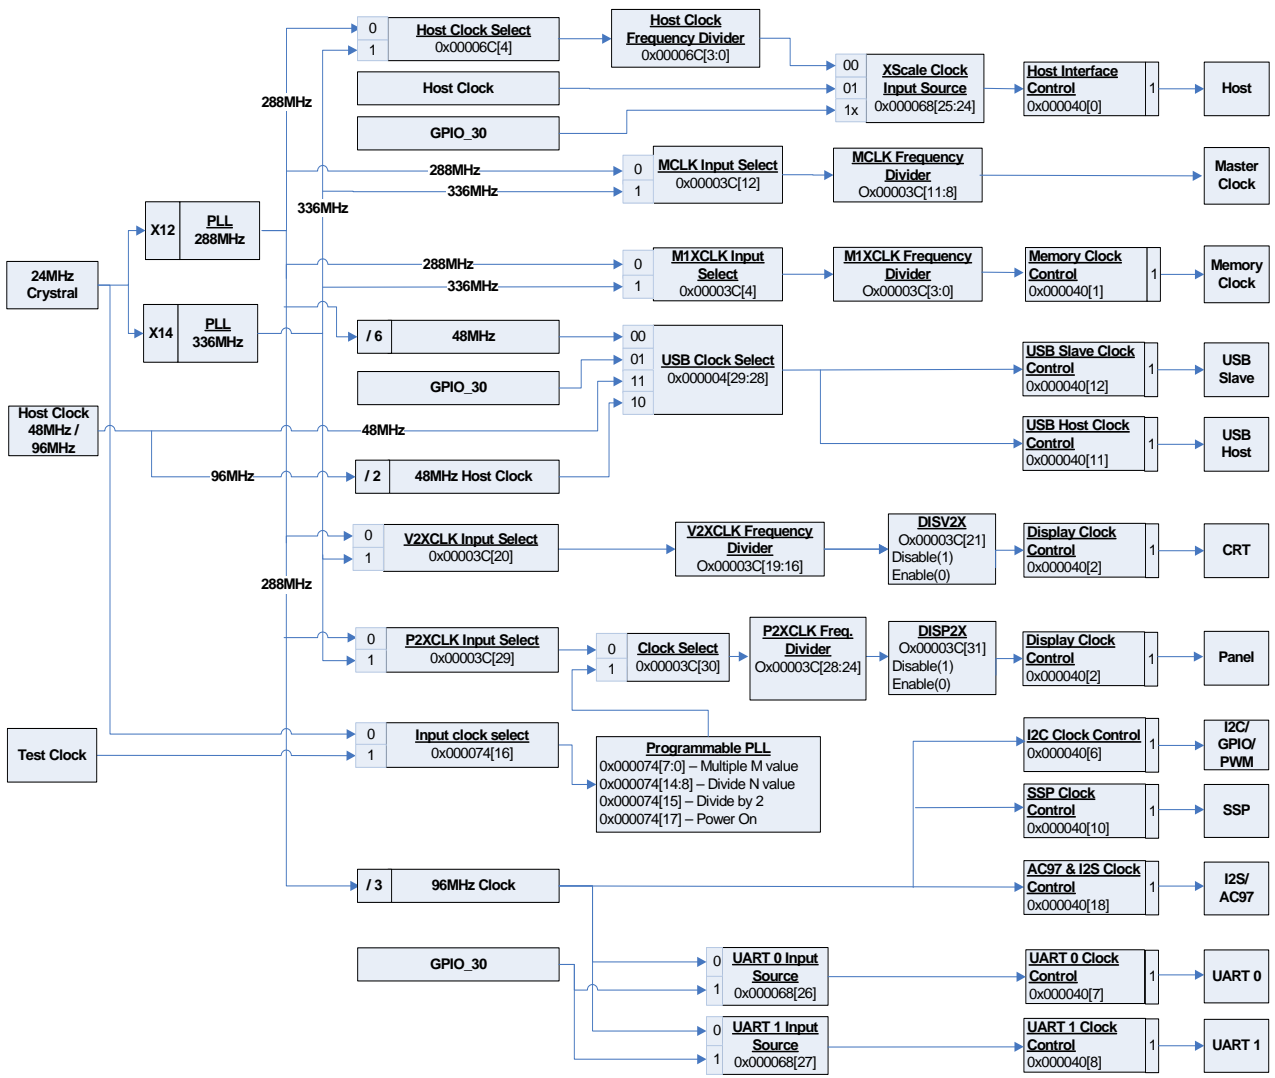 0
1
Host Clock Select
0x00006C[4]
Host Clock
Frequency Divider
0x00006C[3:0]
Host Clock
GPIO_30
00
01
1x
XScale Clock
Input Source
0x000068[25:24]
Host Interface
Control
0x000040[0]
1
Host
288MHz
288MHz
336MHz
336MHz
0
1
MCLK Input Select
0x00003C[12]
MCLK Frequency
Divider
Ox00003C[11:8]
Master
Clock
X12
PLL
288MHz
24MHz
Crystral
X14
PLL
336MHz
288MHz
336MHz
0
1
M1XCLK Input
Select
0x00003C[4]
M1XCLK Frequency
Divider
Ox00003C[3:0]
Memory Clock
Control
0x000040[1]
1
Memory
Clock
/ 6
48MHz
GPIO_30
00
01
11
10
USB Clock Select
0x000004[29:28]
USB Slave Clock
Control
0x000040[12]
1
USB
Slave
Host Clock
48MHz /
96MHz
48MHz
96MHz
/ 2
48MHz Host Clock
USB Host Clock
Control
0x000040[11]
1
USB
Host
0
1
V2XCLK Input Select
0x00003C[20]
V2XCLK Frequency
Divider
Ox00003C[19:16]
DISV2X
Ox00003C[21]
Disable(1)
Enable(0)
Display Clock
Control
0x000040[2]
1
CRT
288MHz
0
1
P2XCLK Input Select
0x00003C[29]
0
1
Clock Select
0x00003C[30]
P2XCLK Freq.
Divider
Ox00003C[28:24]
DISP2X
Ox00003C[31]
Disable(1)
Enable(0)
Display Clock
Control
0x000040[2]
1
Panel
Test Clock
0
1
Input clock select
0x000074[16]
Programmable PLL
0x000074[7:0] – Multiple M value
0x000074[14:8] – Divide N value
0x000074[15] – Divide by 2
0x000074[17] – Power On
I2C Clock Control
0x000040[6]
1
I2C/
GPIO/
PWM
SSP Clock
Control
0x000040[10]
1
SSP
/ 3
96MHz Clock
AC97 & I2S Clock
Control
0x000040[18]
1
I2S/
AC97
GPIO_30
0
1
UART 0 Input
Source
0x000068[26]
UART 0 Clock
Control
0x000040[7]
1
UART 0
0
1
UART 1 Input
Source
0x000068[27]
UART 1 Clock
Control
0x000040[8]
1
UART 1